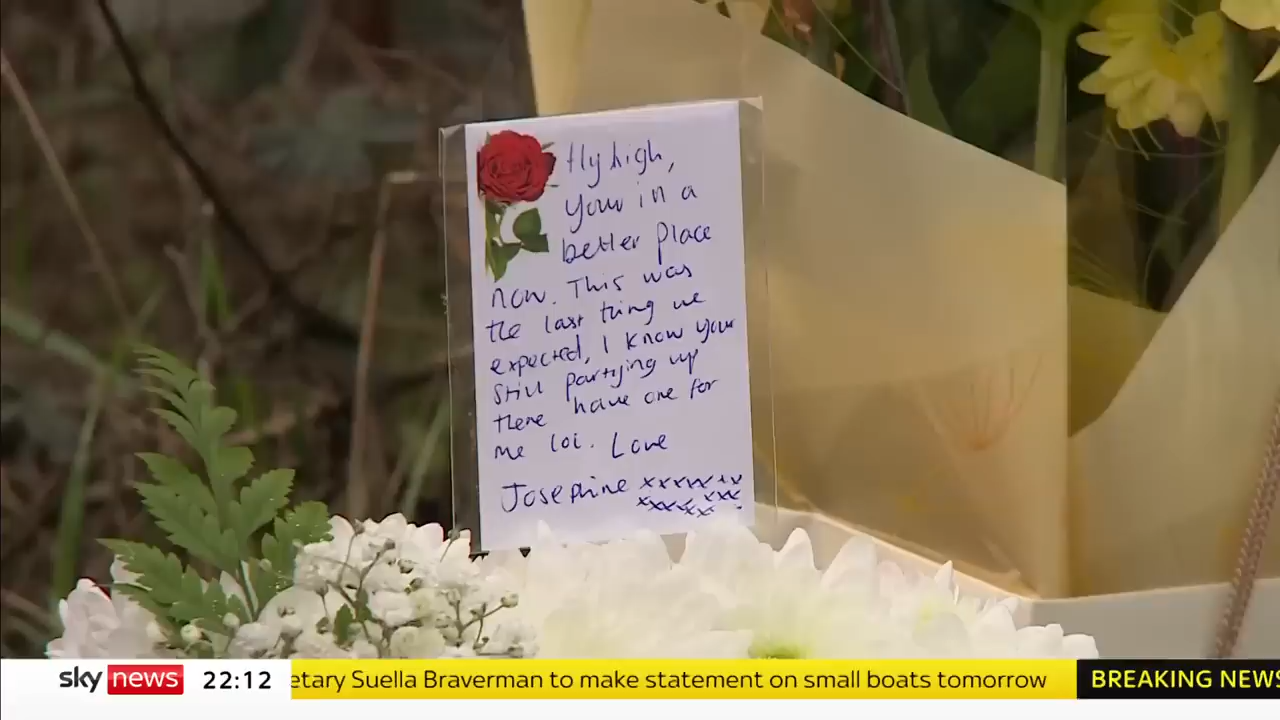 fly high,
your in a
better place
now. This was
the last thing we
expected, I know your
still partying up
there have one for
me lol. Love
Josephine xxxxxxx
xxxxxxxx
sky news 22:12 etary Suella Braverman to make statement on small boats tomorrow BREAKING NEWS